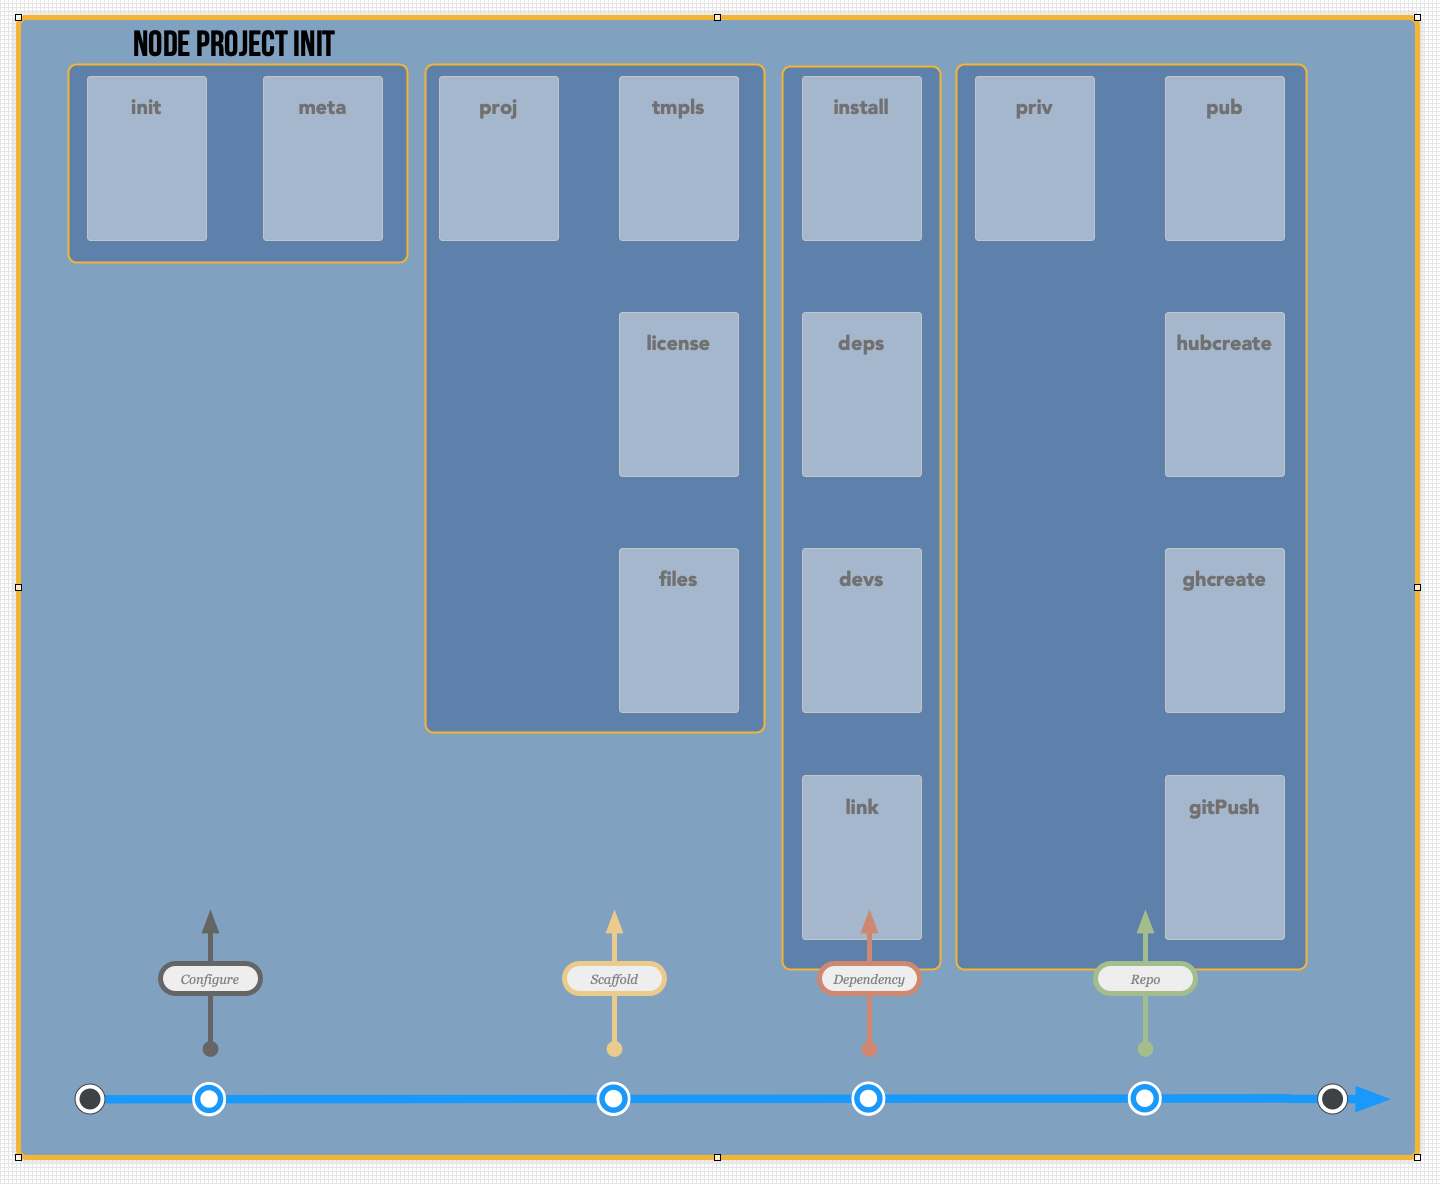 NODE PROJECT INIT
init
meta
proj
tmpls
install
priv
pub
license
deps
hubcreate
files
devs
ghcreate
link
gitPush
Configure
Scaffold
Dependency
Repo